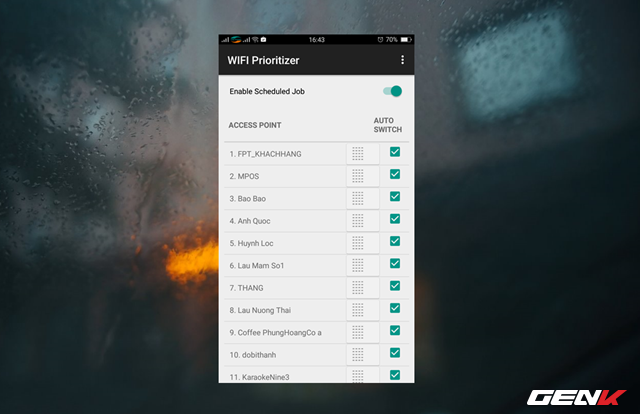 16:43
70%
WIFI Prioritizer
Enable Scheduled Job
ACCESS POINT
AUTO
SWITCH
1. FPT_KHACHHANG
2. MPOS
3. Bao Bao
4. Anh Quoc
5. Huynh Loc
6. Lau Mam So1
7. THANG
8. Lau Nuong Thai
9. Coffee PhungHoangCo a
10. dobithanh
11. KaraokeNine3
GENK